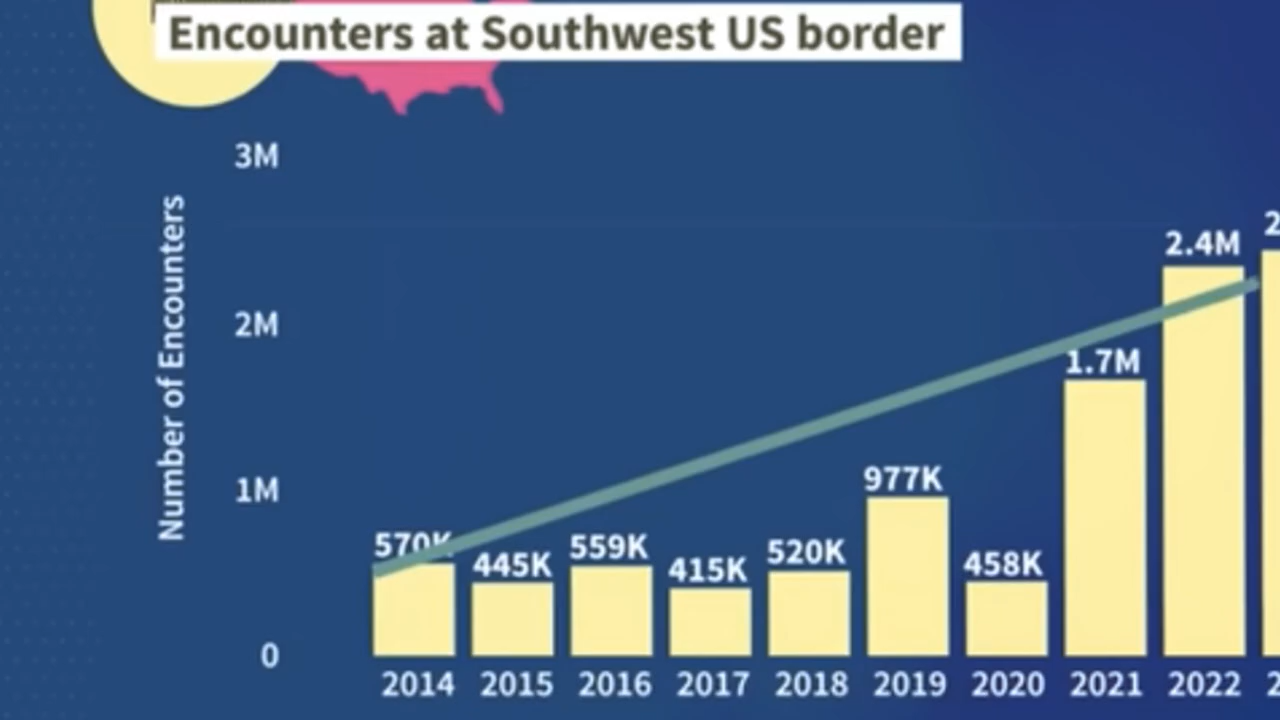 Encounters at Southwest US border
3M
2M
1M
0
Number of Encounters
570K
445K
559K
415K
520K
977K
458K
1.7M
2.4M
2014 2015 2016 2017 2018 2019 2020 2021 2022